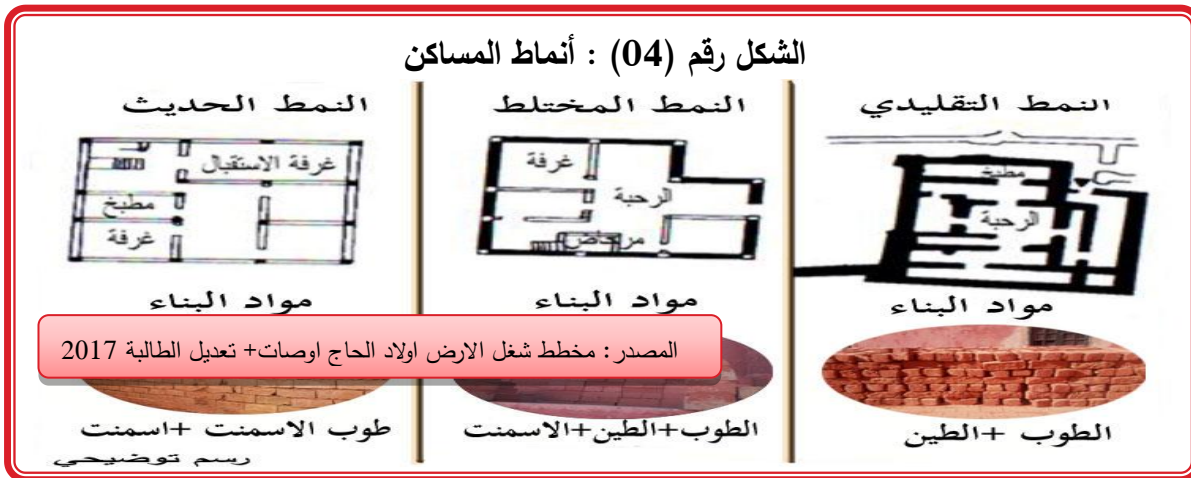 الشكل رقم (04) : أنماط المساكن
النمط التقليدي
مطبخ
الرحبة
مواد البناء
الطوب +الطين
النمط المختلط
غرفة
الرحبة
مرحاض
مواد البناء
الطوب+الطين+الاسمنت
النمط الحديث
غرفة الاستقبال
مطبخ
غرفة
مواد البناء
طوب الاسمنت +اسمنت
رسم توضيحي
المصدر: مخطط شغل الارض اولاد الحاج اوصات+ تعديل الطالبة 2017